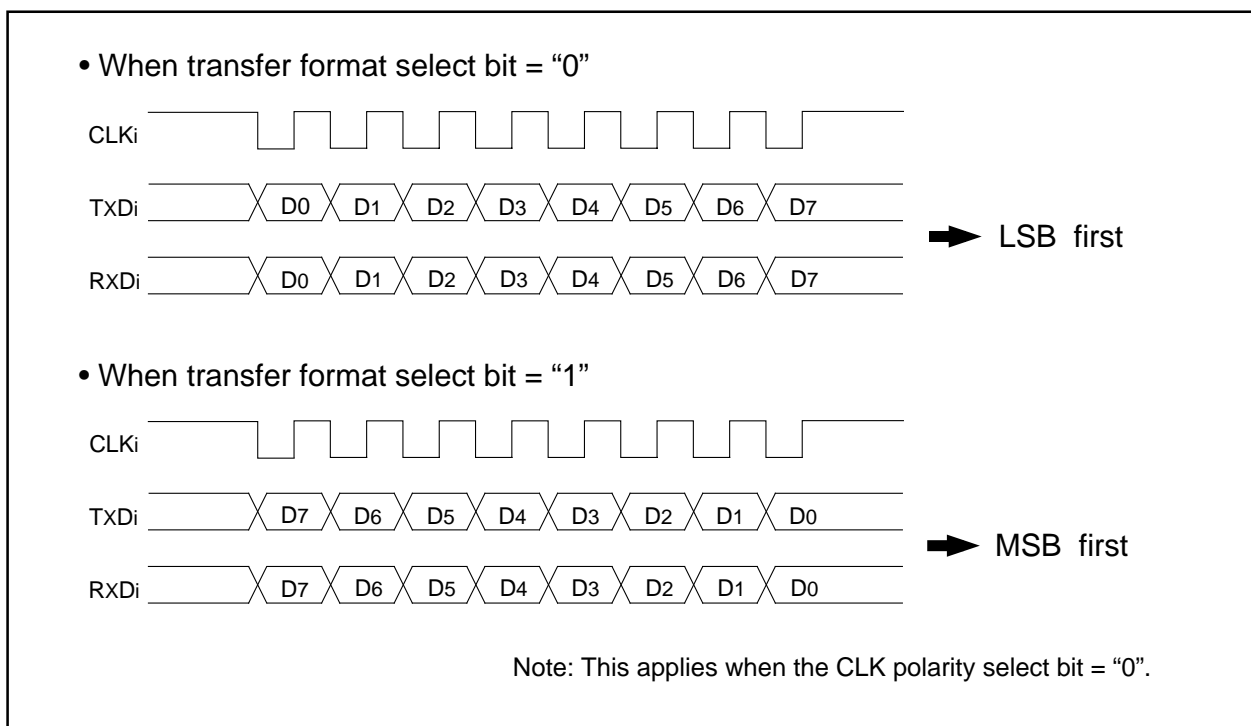 • When transfer format select bit = “0”
CLKi
TXDi D0 D1 D2 D3 D4 D5 D6 D7
LSB first
RXDi D0 D1 D2 D3 D4 D5 D6 D7
• When transfer format select bit = “1”
CLKi
TXDi D7 D6 D5 D4 D3 D2 D1 D0
MSB first
RXDi D7 D6 D5 D4 D3 D2 D1 D0
Note: This applies when the CLK polarity select bit = “0”.